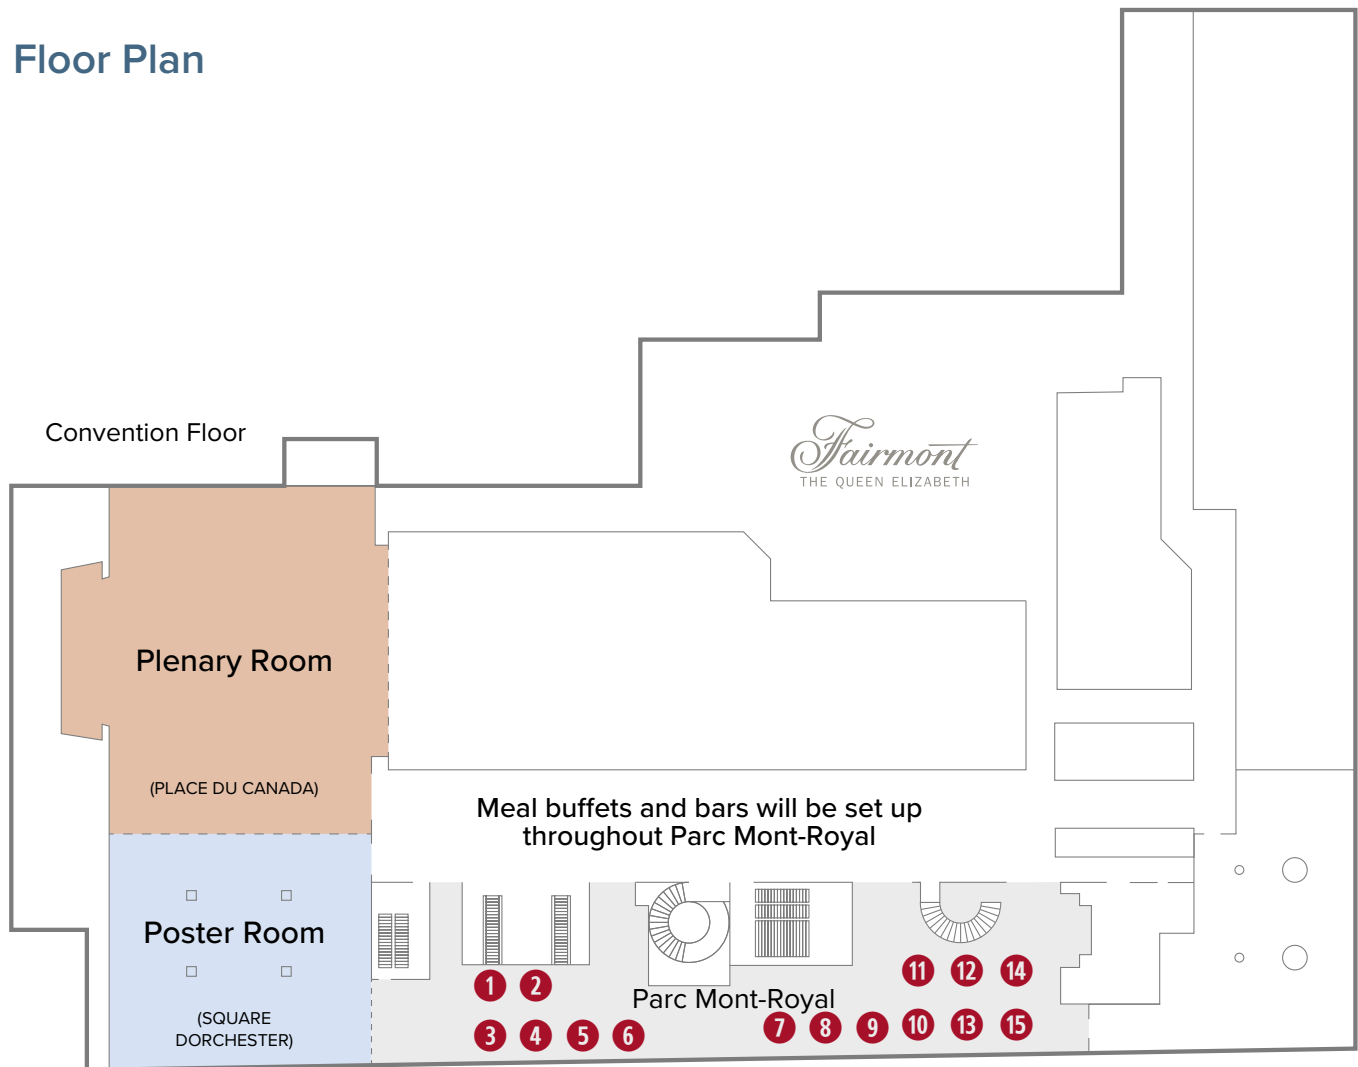 Floor Plan
Convention Floor
Fairmont
THE QUEEN ELIZABETH
Plenary Room
(PLACE DU CANADA)
Meal buffets and bars will be set up
throughout Parc Mont-Royal
Poster Room
(SQUARE
DORCHESTER)
1 2
11 12 14
Parc Mont-Royal
3 4 5 6
7 8 9 10 13 15